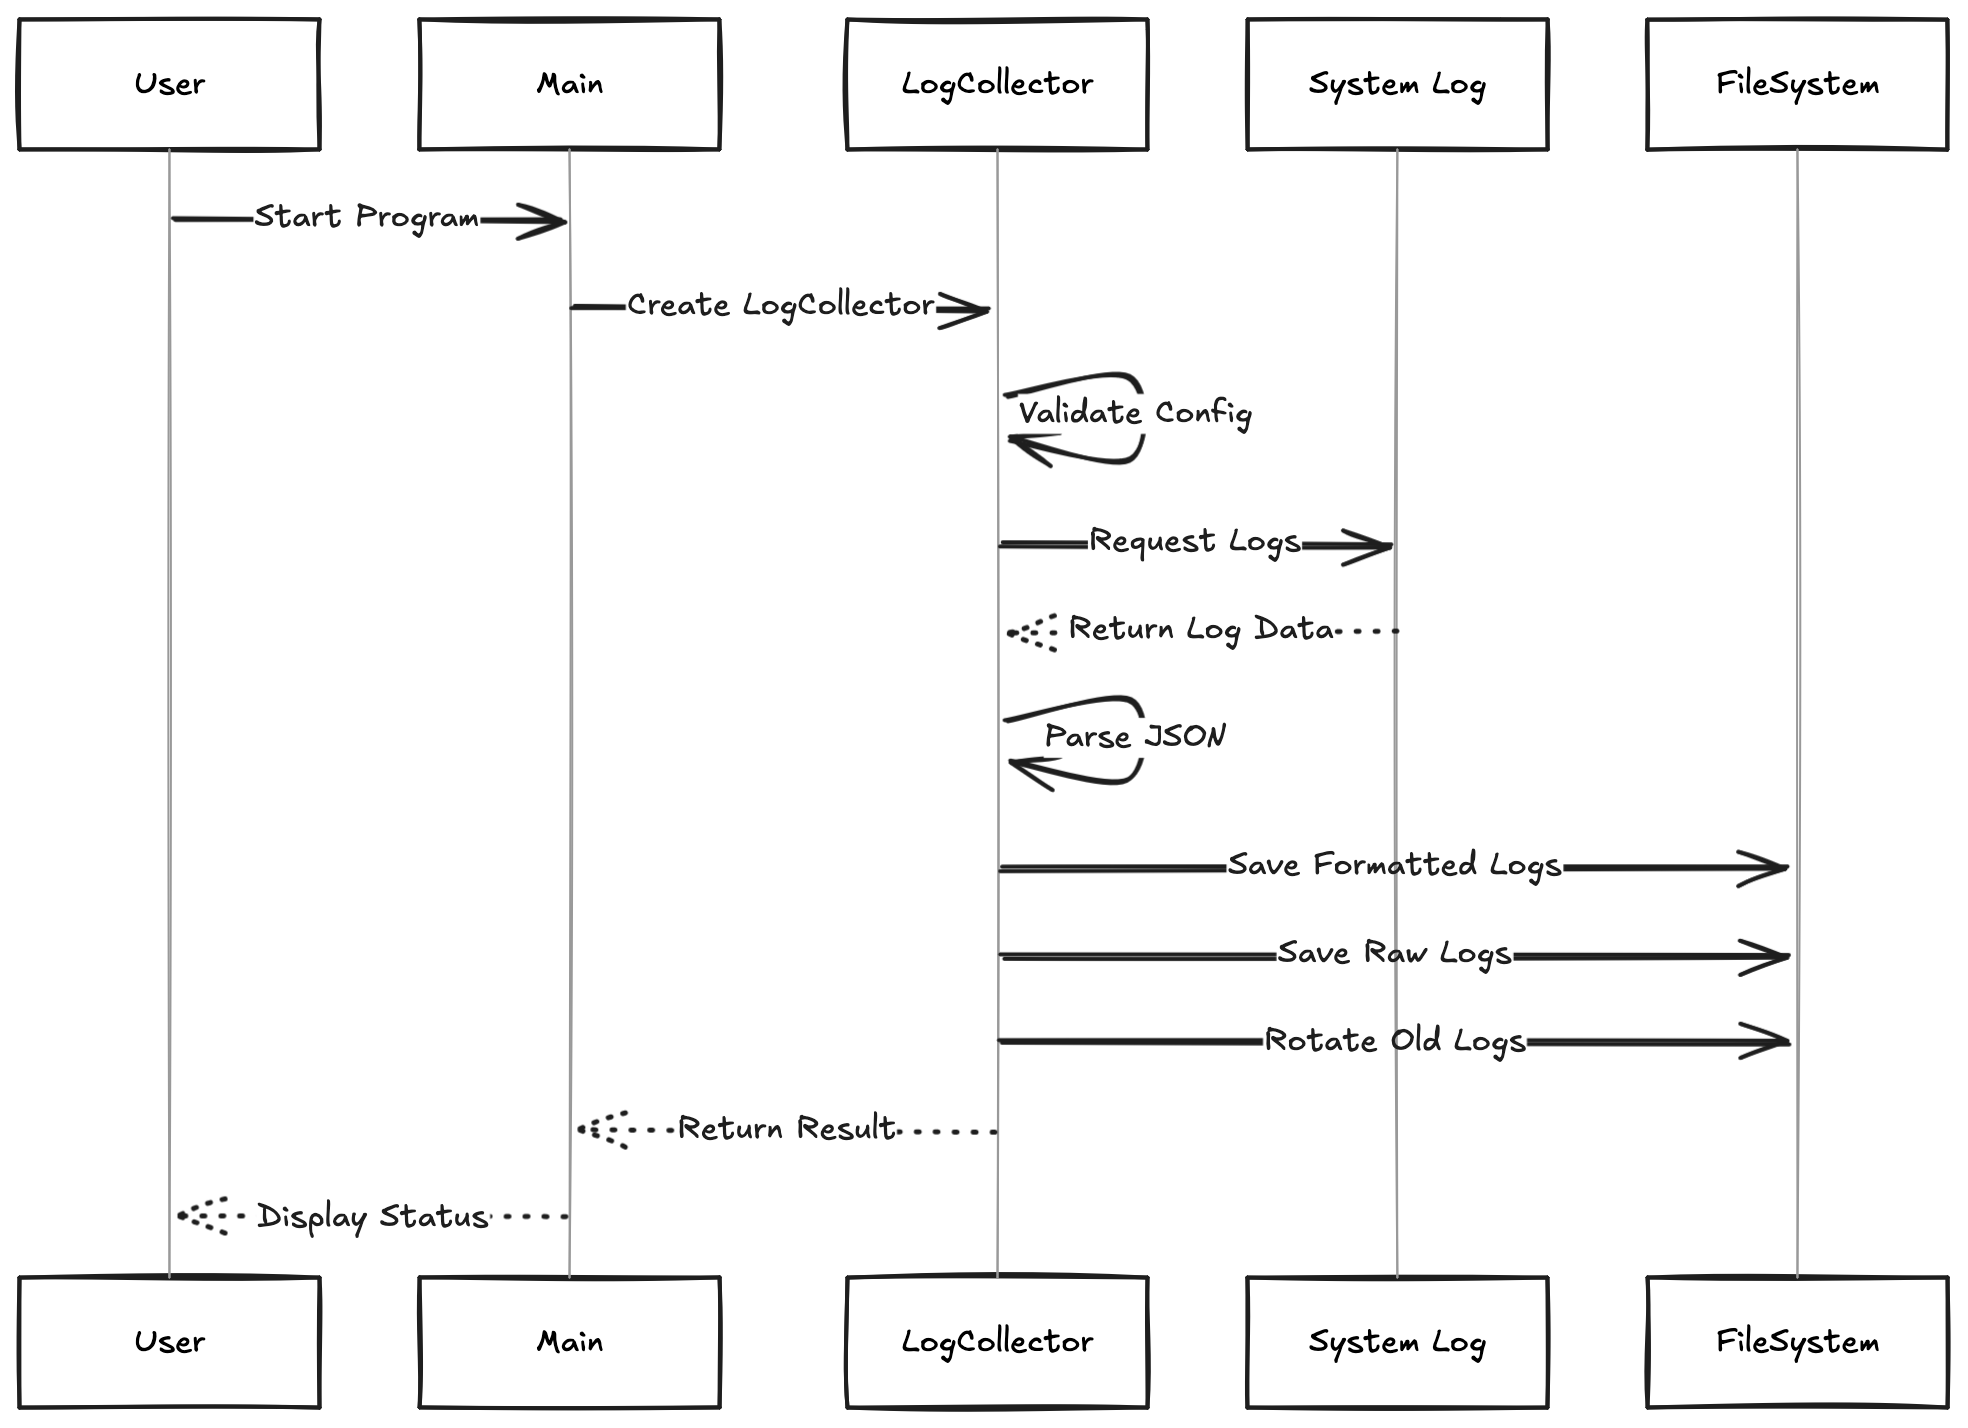 User
Main
LogCollector
System Log
FileSystem
Start Program
Create LogCollector
Validate Config
Request Logs
Return Log Data
Parse JSON
Save Formatted Logs
Save Raw Logs
Rotate Old Logs
Return Result
Display Status
User
Main
LogCollector
System Log
FileSystem